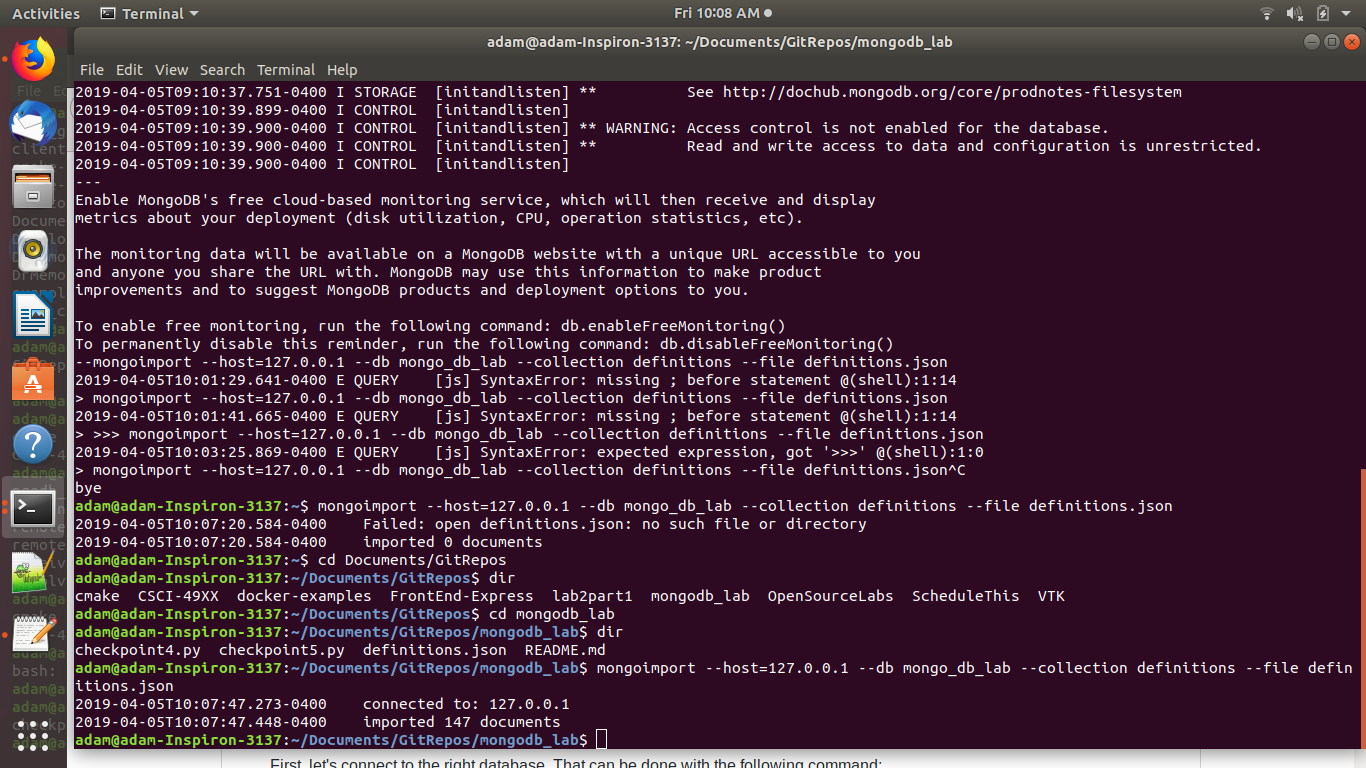 Activities Terminal Fri 10:08 AM
adam@adam-Inspiron-3137: ~/Documents/GitRepos/mongodb_lab
File Edit View Search Terminal Help
2019-04-05T09:10:37.751-0400 I STORAGE  [initandlisten] **          See http://dochub.mongodb.org/core/prodnotes-filesystem
2019-04-05T09:10:39.899-0400 I CONTROL  [initandlisten]
2019-04-05T09:10:39.900-0400 I CONTROL  [initandlisten] ** WARNING: Access control is not enabled for the database.
2019-04-05T09:10:39.900-0400 I CONTROL  [initandlisten] **          Read and write access to data and configuration is unrestricted.
2019-04-05T09:10:39.900-0400 I CONTROL  [initandlisten]
---
Enable MongoDB's free cloud-based monitoring service, which will then receive and display
metrics about your deployment (disk utilization, CPU, operation statistics, etc).
The monitoring data will be available on a MongoDB website with a unique URL accessible to you
and anyone you share the URL with. MongoDB may use this information to make product
improvements and to suggest MongoDB products and deployment options to you.
To enable free monitoring, run the following command: db.enableFreeMonitoring()
To permanently disable this reminder, run the following command: db.disableFreeMonitoring()
--mongoimport --host=127.0.0.1 --db mongo_db_lab --collection definitions --file definitions.json
2019-04-05T10:01:29.641-0400 E QUERY    [js] SyntaxError: missing ; before statement @(shell):1:14
> mongoimport --host=127.0.0.1 --db mongo_db_lab --collection definitions --file definitions.json
2019-04-05T10:01:41.665-0400 E QUERY    [js] SyntaxError: missing ; before statement @(shell):1:14
> >>> mongoimport --host=127.0.0.1 --db mongo_db_lab --collection definitions --file definitions.json
2019-04-05T10:03:25.869-0400 E QUERY    [js] SyntaxError: expected expression, got '>>>' @(shell):1:0
> mongoimport --host=127.0.0.1 --db mongo_db_lab --collection definitions --file definitions.json^C
bye
adam@adam-Inspiron-3137:~$ mongoimport --host=127.0.0.1 --db mongo_db_lab --collection definitions --file definitions.json
2019-04-05T10:07:20.584-0400    Failed: open definitions.json: no such file or directory
2019-04-05T10:07:20.584-0400    imported 0 documents
adam@adam-Inspiron-3137:~$ cd Documents/GitRepos
adam@adam-Inspiron-3137:~/Documents/GitRepos$ dir
cmake  CSCI-49XX  docker-examples  FrontEnd-Express  lab2part1  mongodb_lab  OpenSourceLabs  ScheduleThis  VTK
adam@adam-Inspiron-3137:~/Documents/GitRepos$ cd mongodb_lab
adam@adam-Inspiron-3137:~/Documents/GitRepos/mongodb_lab$ dir
checkpoint4.py  checkpoint5.py  definitions.json  README.md
adam@adam-Inspiron-3137:~/Documents/GitRepos/mongodb_lab$ mongoimport --host=127.0.0.1 --db mongo_db_lab --collection definitions --file defin
itions.json
2019-04-05T10:07:47.273-0400    connected to: 127.0.0.1
2019-04-05T10:07:47.448-0400    imported 147 documents
adam@adam-Inspiron-3137:~/Documents/GitRepos/mongodb_lab$
First, let's connect to the right database. That can be done with the following command: